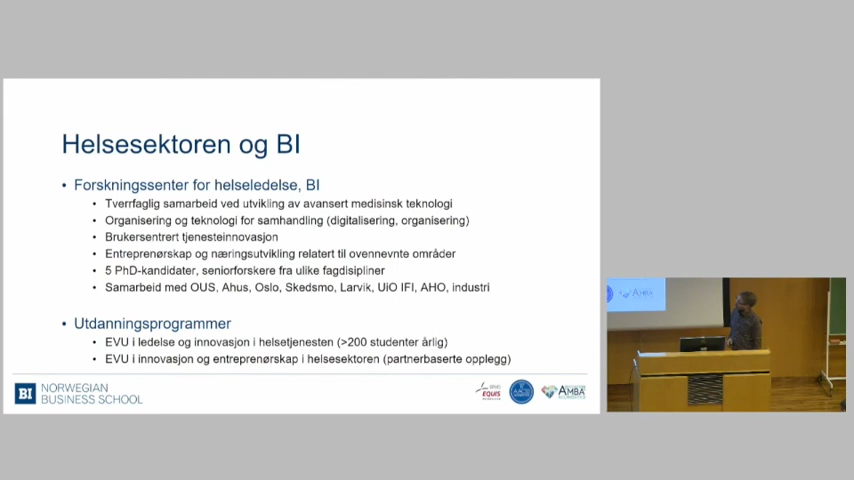 Helsesektoren og BI
• Forskningssenter for helseledelse, BI
• Tverrfaglig samarbeid ved utvikling av avansert medisinsk teknologi
• Organisering og teknologi for samhandling (digitalisering, organisering)
• Brukersentrert tjenesteinnovasjon
• Entreprenørskap og næringsutvikling relatert til ovennevnte områder
• 5 PhD-kandidater, seniorforskere fra ulike fagdisipliner
• Samarbeid med OUS, Ahus, Oslo, Skedsmo, Larvik, UiO IFI, AHO, industri
• Utdanningsprogrammer
• EVU i ledelse og innovasjon i helsetjenesten (>200 studenter årlig)
• EVU i innovasjon og entreprenørskap i helsesektoren (partnerbaserte opplegg)
BI NORWEGIAN
BUSINESS SCHOOL
EFMD
EQUIS
AMBA